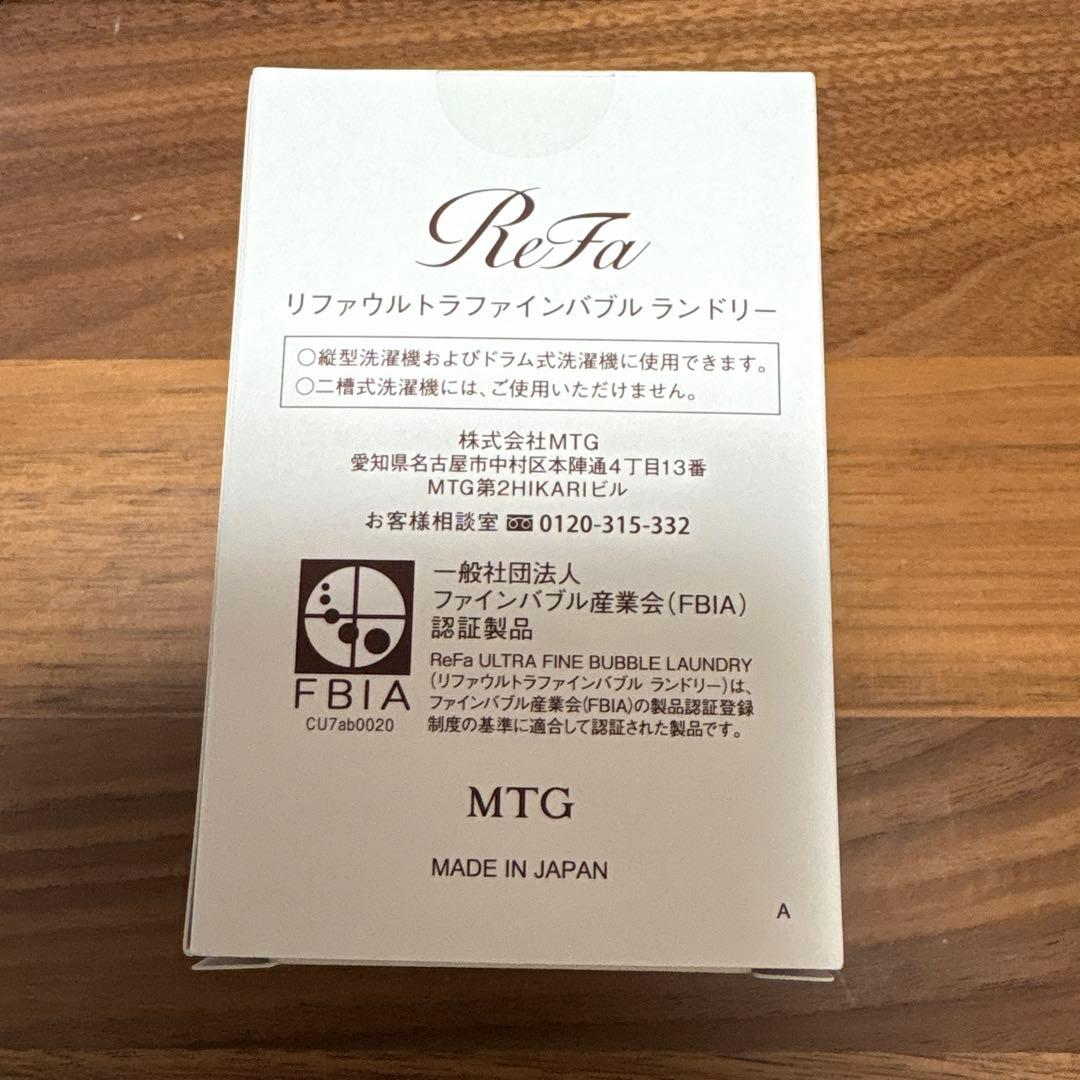 ReFa
リファウルトラファインバブル ランドリー
○縦型洗濯機およびドラム式洗濯機に使用できます。
○二槽式洗濯機には、ご使用いただけません。
株式会社MTG
愛知県名古屋市中村区本陣通4丁目13番
MTG第2HIKARIビル
お客様相談室 0120-315-332
一般社団法人
ファインバブル産業会(FBIA)
認証製品
ReFa ULTRA FINE BUBBLE LAUNDRY
(リファウルトラファインバブル ランドリー)は、
ファインバブル産業会(FBIA)の製品認証登録
制度の基準に適合して認証された製品です。
FBIA
CU7ab0020
MTG
MADE IN JAPAN
A